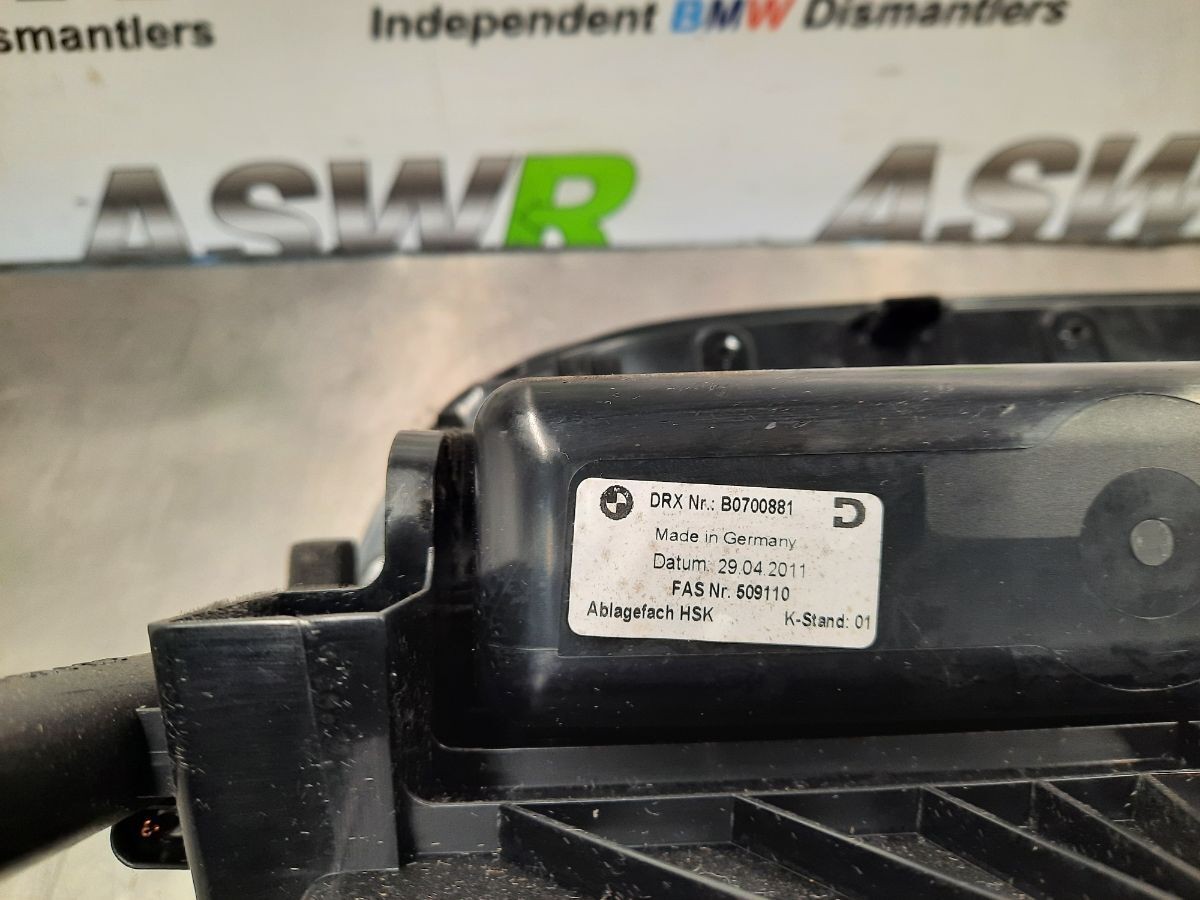 smantlers
Independent BMW Dismantlers
ASWR
ASW
DRX Nr.: B0700881
D
Made in Germany
Datum: 29.04.2011
FAS Nr. 509110
Ablagefach HSK K-Stand: 01